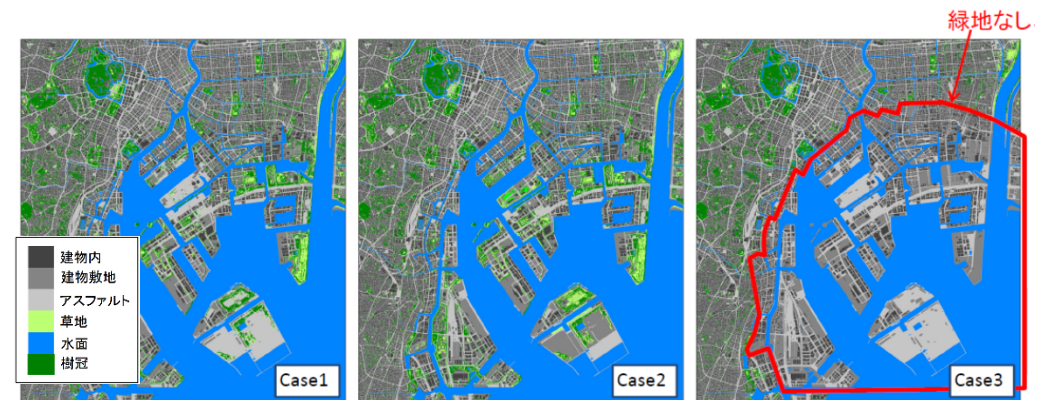 緑地なし
建物内
建物敷地
アスファルト
草地
水面
樹冠
Case1
Case2
Case3